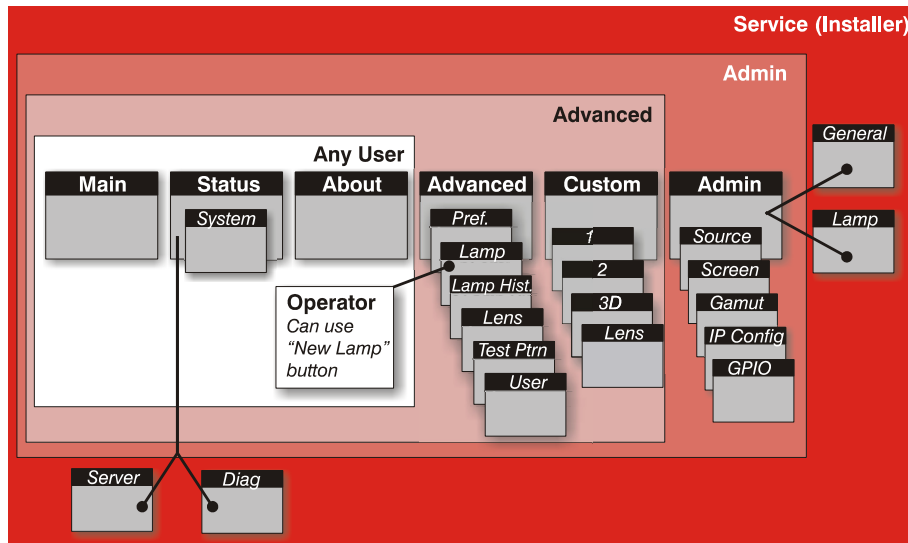 Service (Installer)
Admin
Advanced
Any User
Main
Status
About
Advanced
Custom
Admin
System
Pref.
Lamp
Lamp Hist.
Lens
Test Ptrn
User
1
2
3D
Lens
Source
Screen
Gamut
IP Config
GPIO
General
Lamp
Operator
Can use
“New Lamp”
button
Server
Diag